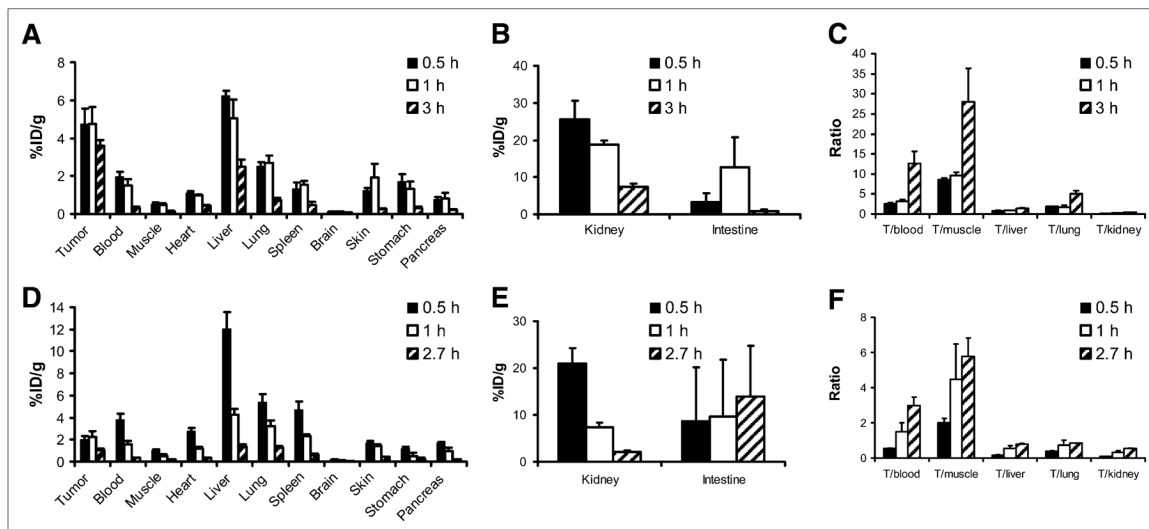 A
8
6
4
2
0
%ID/g
0.5 h
1 h
3 h
Tumor
Blood
Muscle
Heart
Liver
Lung
Spleen
Brain
Skin
Stomach
Pancreas
B
40
30
20
10
0
%ID/g
0.5 h
1 h
3 h
Kidney
Intestine
C
40
35
30
25
20
15
10
5
0
Ratio
0.5 h
1 h
3 h
T/blood
T/muscle
T/liver
T/lung
T/kidney
D
14
12
10
8
6
4
2
0
%ID/g
0.5 h
1 h
2.7 h
Tumor
Blood
Muscle
Heart
Liver
Lung
Spleen
Brain
Skin
Stomach
Pancreas
E
30
20
10
0
%ID/g
0.5 h
1 h
2.7 h
Kidney
Intestine
F
8
6
4
2
0
Ratio
0.5 h
1 h
2.7 h
T/blood
T/muscle
T/liver
T/lung
T/kidney